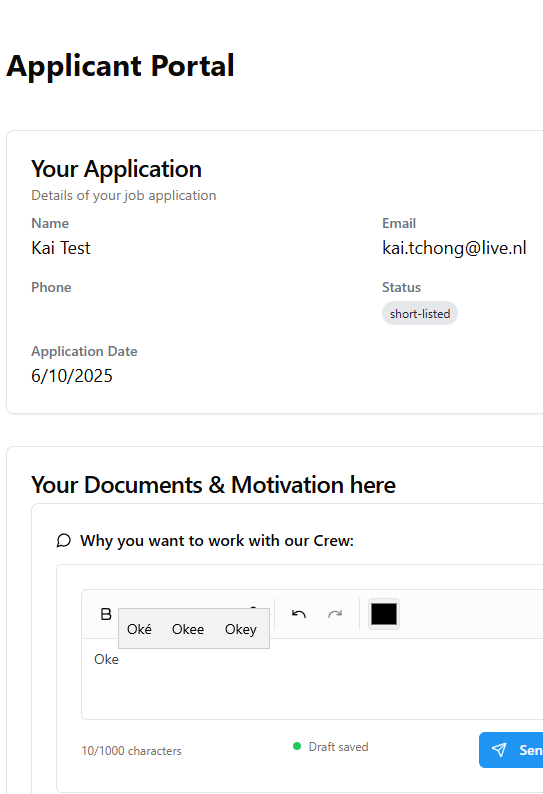 Applicant Portal
Your Application
Details of your job application
Name
Email
Kai Test
kai.tchong@live.nl
Phone
Status
short-listed
Application Date
6/10/2025
Your Documents & Motivation here
Why you want to work with our Crew:
B
Oké Okee Okey
Oke
10/1000 characters
Draft saved